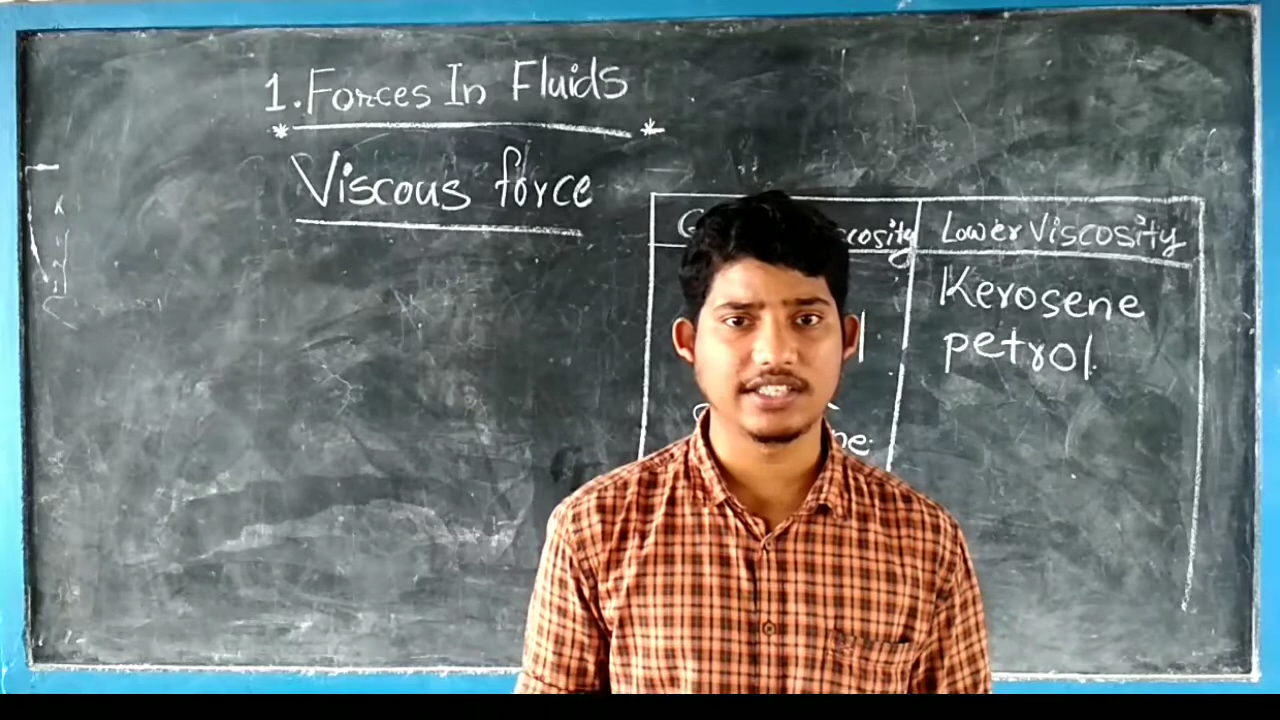 1. Forces In Fluids
Viscous force
Lower Viscosity
Kerosene
petrol.